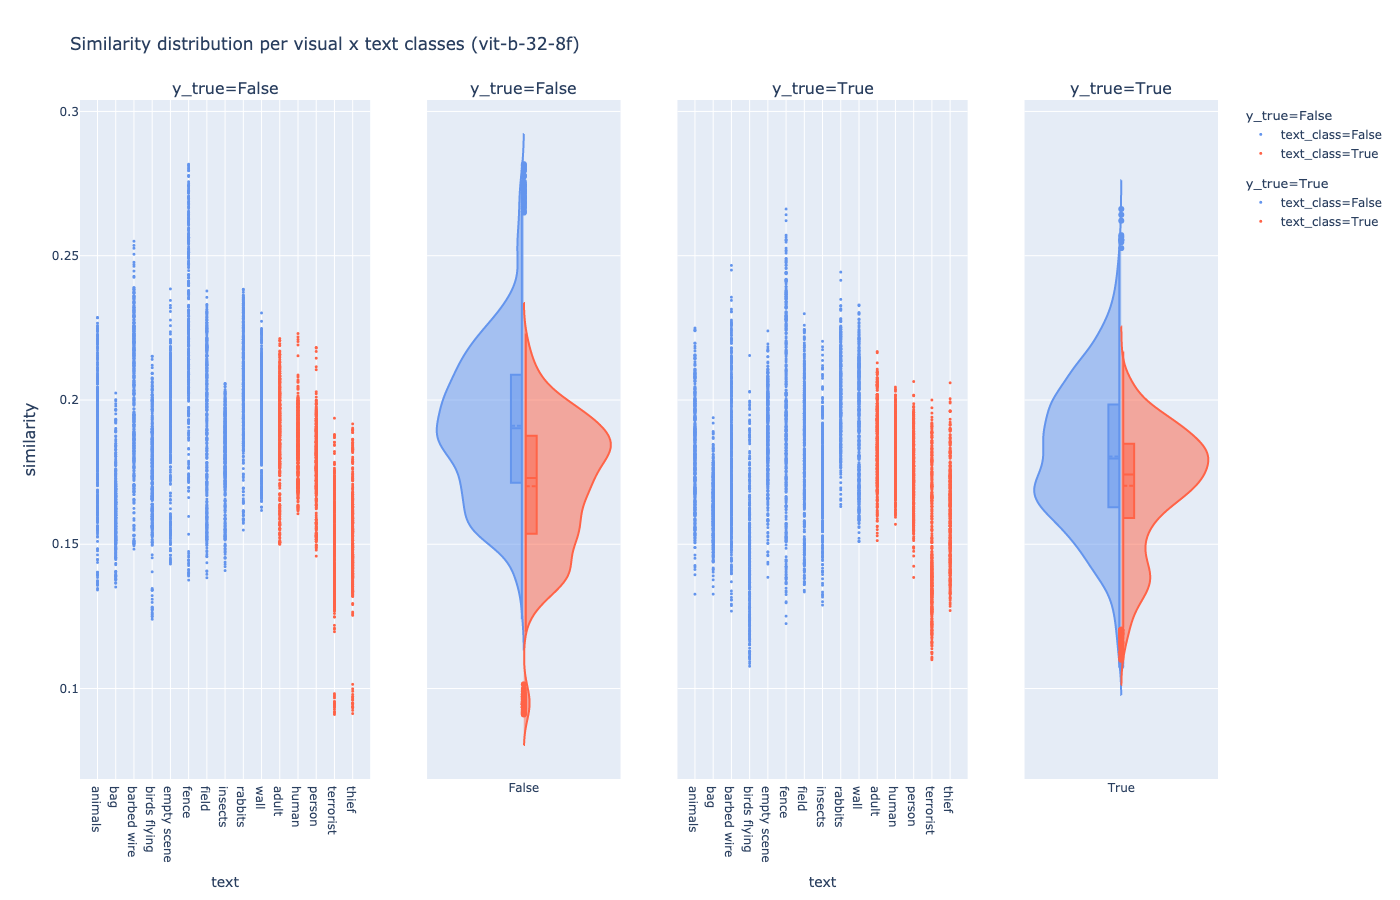 Similarity distribution per visual x text classes (vit-b-32-8f)
y_true=False
y_true=False
y_true=True
y_true=True
similarity
0.3
0.25
0.2
0.15
0.1
animals
bag
barbed wire
birds flying
empty scene
fence
field
insects
rabbits
wall
adult
human
person
terrorist
thief
text
False
animals
bag
barbed wire
birds flying
empty scene
fence
field
insects
rabbits
wall
adult
human
person
terrorist
thief
text
True
y_true=False
text_class=False
text_class=True
y_true=True
text_class=False
text_class=True